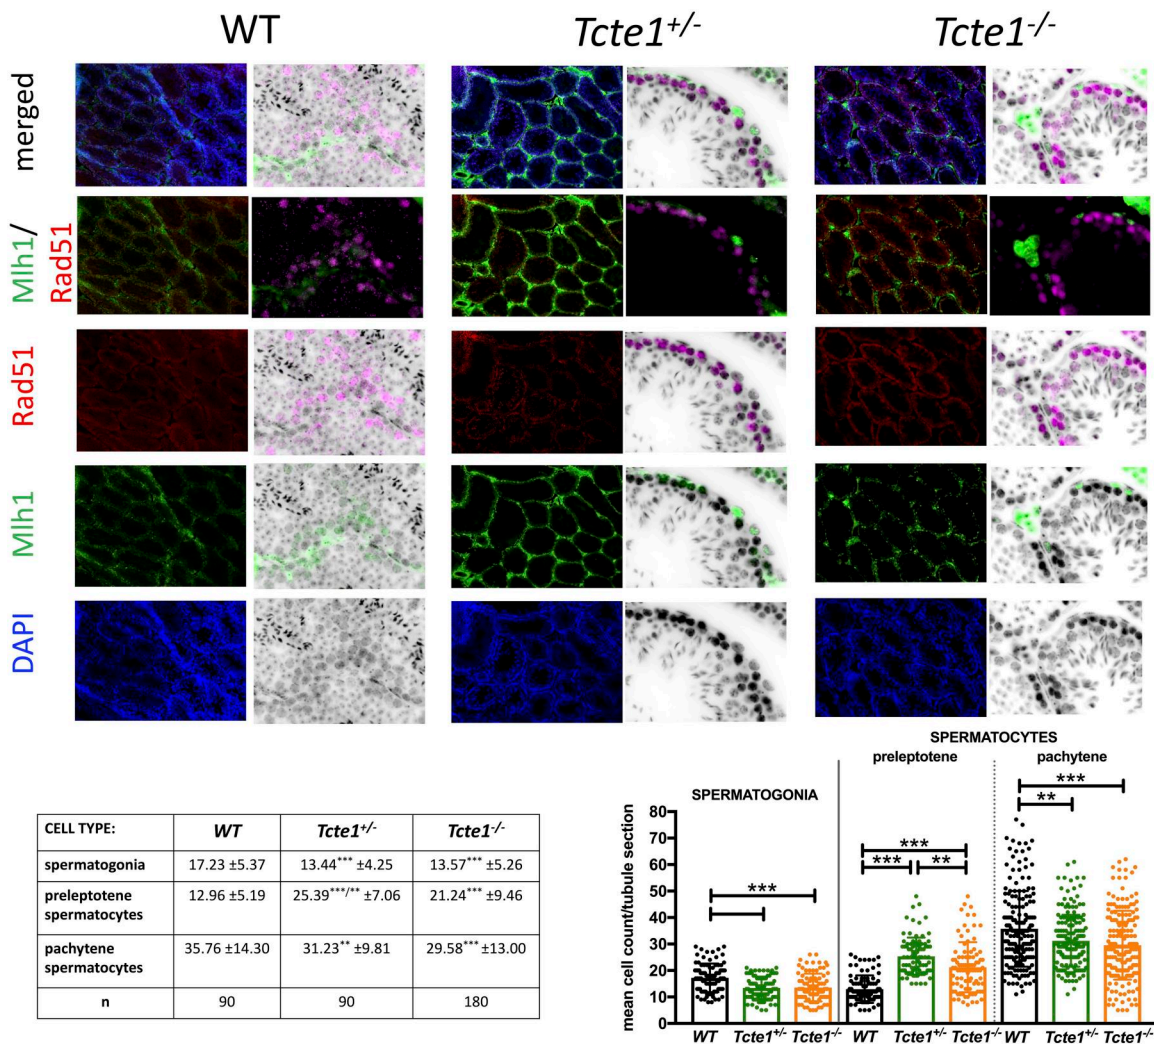 WT Tcte1+/- Tcte1-/-
merged
Mlh1/
Rad51
Rad51
Mlh1
DAPI
CELL TYPE: WT Tcte1+/- Tcte1-/-
spermatogonia 17.23 ±5.37 13.44*** ±4.25 13.57*** ±5.26
preleptotene
spermatocytes 12.96 ±5.19 25.39***/** ±7.06 21.24*** ±9.46
pachytene
spermatocytes 35.76 ±14.30 31.23** ±9.81 29.58*** ±13.00
n 90 90 180
SPERMATOCYTES
preleptotene pachytene
SPERMATOGONIA
mean cell count/tubule section
80
70
60
50
40
30
20
10
0
***
***
*** **
***
**
WT Tcte1+/- Tcte1-/- WT Tcte1+/- Tcte1-/- WT Tcte1+/- Tcte1-/-